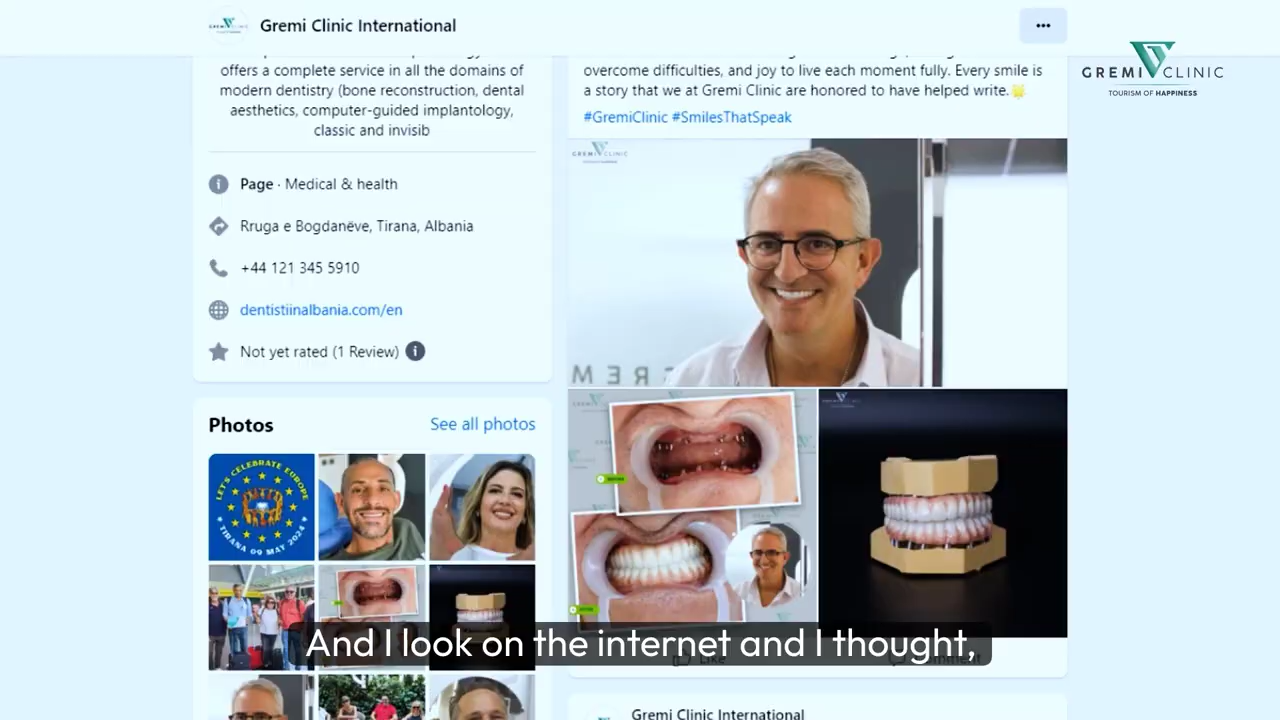 Gremi Clinic International
GREMI CLINIC
TOURISM OF HAPPINESS
offers a complete service in all the domains of
modern dentistry (bone reconstruction, dental
aesthetics, computer-guided implantology,
classic and invisib
Page · Medical & health
Rruga e Bogdanëve, Tirana, Albania
+44 121 345 5910
dentistiinalbania.com/en
Not yet rated (1 Review)
Photos
See all photos
LET'S CELEBRATE EUROPE
TIRANA 09 MAY 2024
overcome difficulties, and joy to live each moment fully. Every smile is
a story that we at Gremi Clinic are honored to have helped write.
#GremiClinic #SmilesThatSpeak
GREMI CLINIC
And I look on the internet and I thought,
Like
Comment
Gremi Clinic International